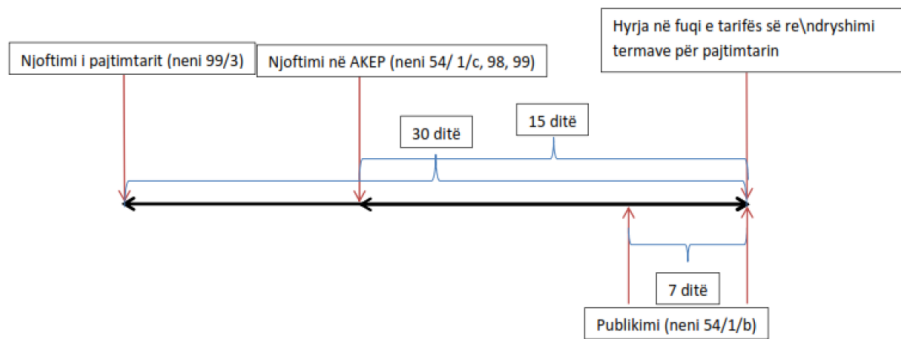 Hyrja në fuqi e tarifës së re\ndryshimi
termave për pajtimtarin
Njoftimi i pajtimtarit (neni 99/3)
Njoftimi në AKEP (neni 54/ 1/c, 98, 99)
15 ditë
30 ditë
7 ditë
Publikimi (neni 54/1/b)